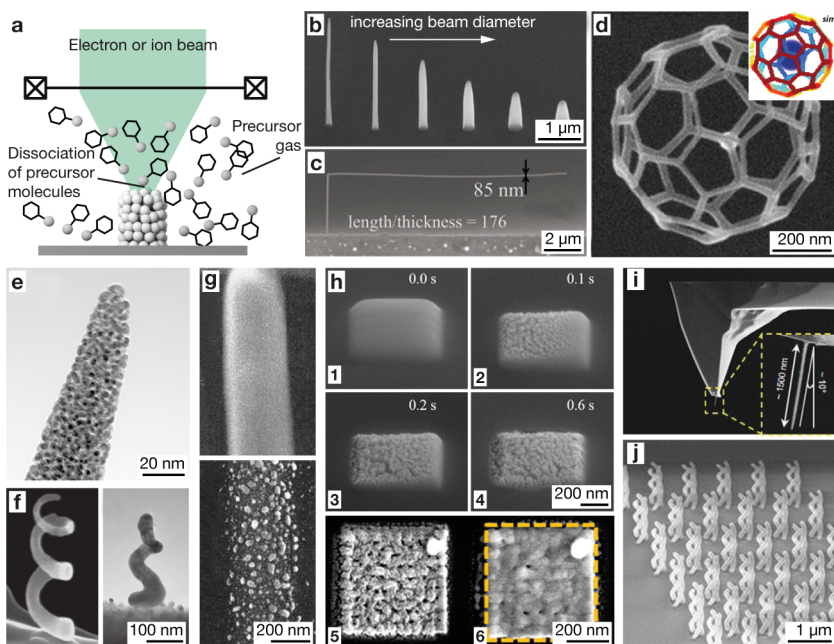 a
Electron or ion beam
Precursor
gas
Dissociation
of precursor
molecules
b
increasing beam diameter
1 µm
c
85 nm
length/thickness = 176
2 µm
d
200 nm
e
20 nm
f
100 nm
g
200 nm
h
0.0 s
0.1 s
1
2
0.2 s
0.6 s
3
4
200 nm
5
6
200 nm
i
~ 1500 nm
~ 10°
j
1 µm